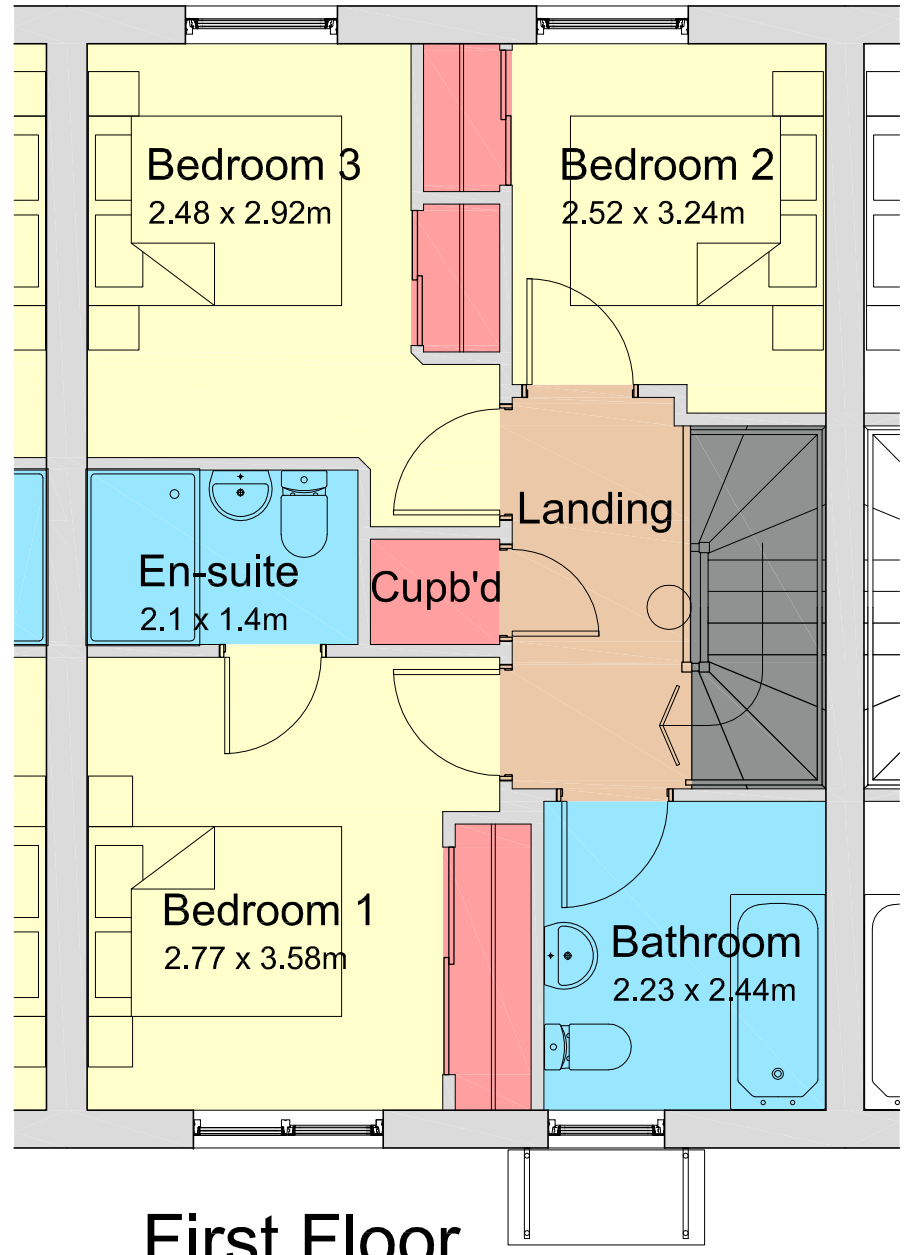 Bedroom 3
2.48 x 2.92m
Bedroom 2
2.52 x 3.24m
Landing
En-suite
2.1 x 1.4m
Cupb'd
Bedroom 1
2.77 x 3.58m
Bathroom
2.23 x 2.44m
First Floor